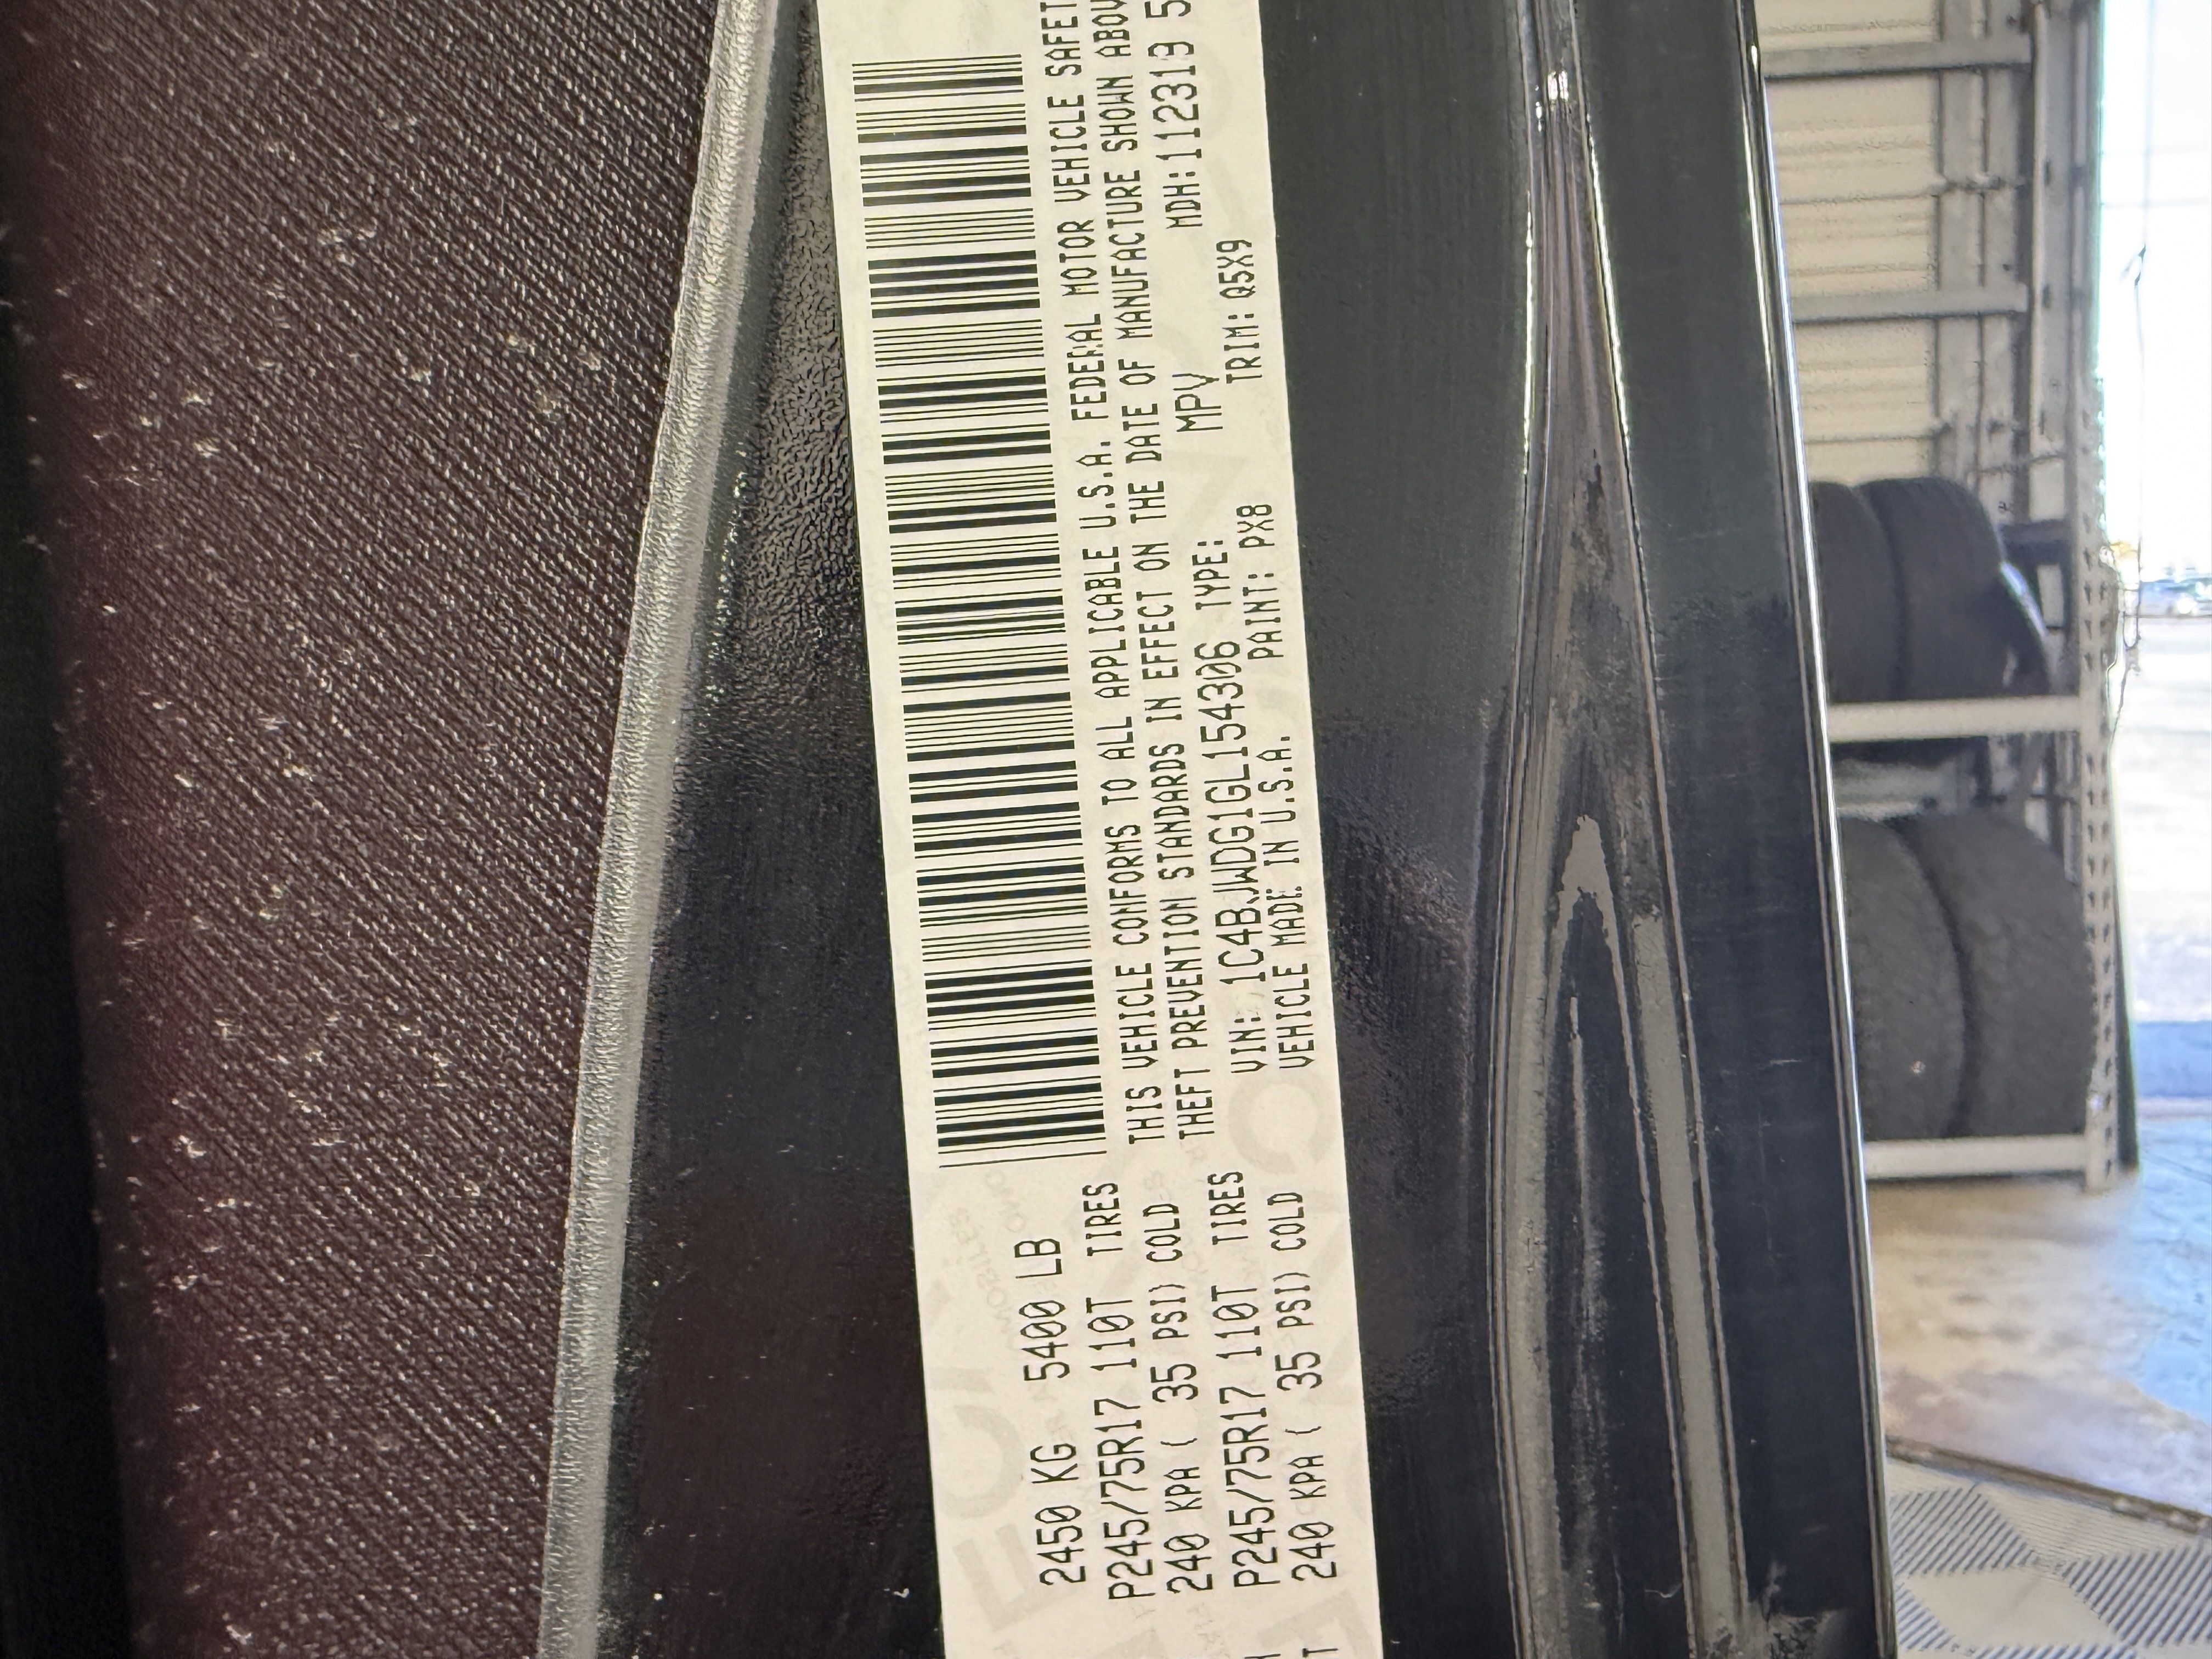 2450 KG 5400 LB
P245/75R17 110T TIRES
240 KPA ( 35 PSI) COLD
P245/75R17 110T TIRES
240 KPA ( 35 PSI) COLD
T
THIS VEHICLE CONFORMS TO ALL APPLICABLE U.S.A. FEDERAL MOTOR VEHICLE SAFET
THEFT PREVENTION STANDARDS IN EFFECT ON THE DATE OF MANUFACTURE SHOWN ABOV
VIN: 1C4BJWDG1GL154306 TYPE: MPV MDH:112313 5
VEHICLE MADE IN U.S.A. PAINT: PX8 TRIM: Q5X9